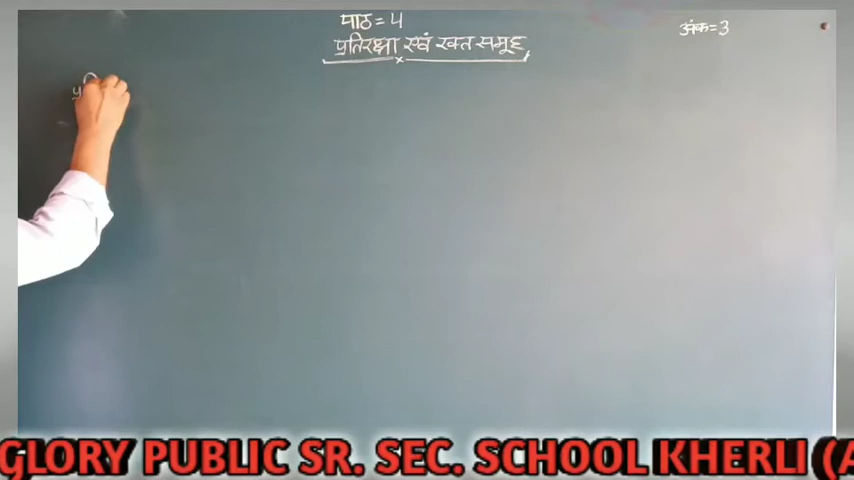 पाठ = 4
प्रतिरक्षा एवं रक्त समूह
अंक = 3
GLORY PUBLIC SR. SEC. SCHOOL KHERLI (A